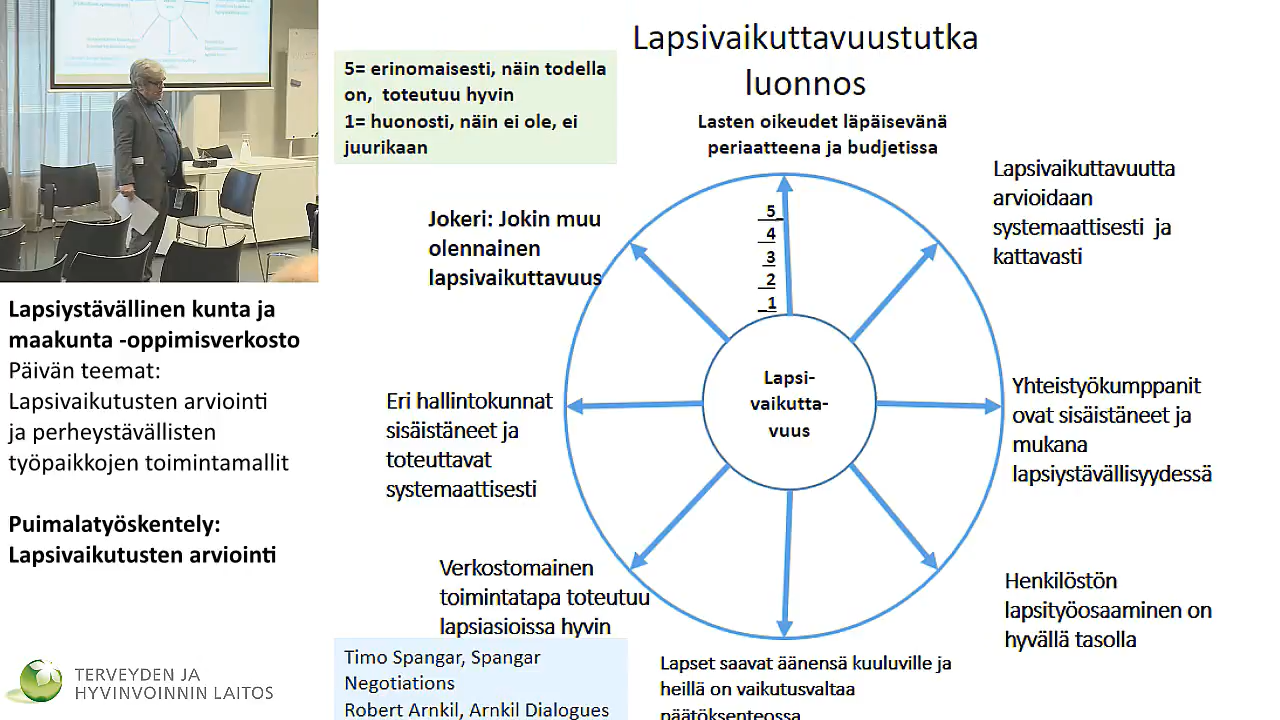 Lapsivaikuttavuustutka
luonnos
5= erinomaisesti, näin todella
on, toteutuu hyvin
1= huonosti, näin ei ole, ei
juurikaan
Lasten oikeudet läpäisevänä
periaatteena ja budjetissa
Lapsivaikuttavuutta
arvioidaan
systemaattisesti ja
kattavasti
Jokeri: Jokin muu
olennainen
lapsivaikuttavuus
5
4
3
2
1
Lapsi-
vaikutta-
vuus
Eri hallintokunnat
sisäistäneet ja
toteuttavat
systemaattisesti
Yhteistyökumppanit
ovat sisäistäneet ja
mukana
lapsiystävällisyydessä
Verkostomainen
toimintatapa toteutuu
lapsiasioissa hyvin
Henkilöstön
lapsityöosaaminen on
hyvällä tasolla
Lapset saavat äänensä kuuluville ja
heillä on vaikutusvaltaa
päätöksenteossa
Timo Spangar, Spangar
Negotiations
Robert Arnkil, Arnkil Dialogues
Lapsiystävällinen kunta ja
maakunta -oppimisverkosto
Päivän teemat:
Lapsivaikutusten arviointi
ja perheystävällisten
työpaikkojen toimintamallit
Puimalatyöskentely:
Lapsivaikutusten arviointi
TERVEYDEN JA
HYVINVOINNIN LAITOS